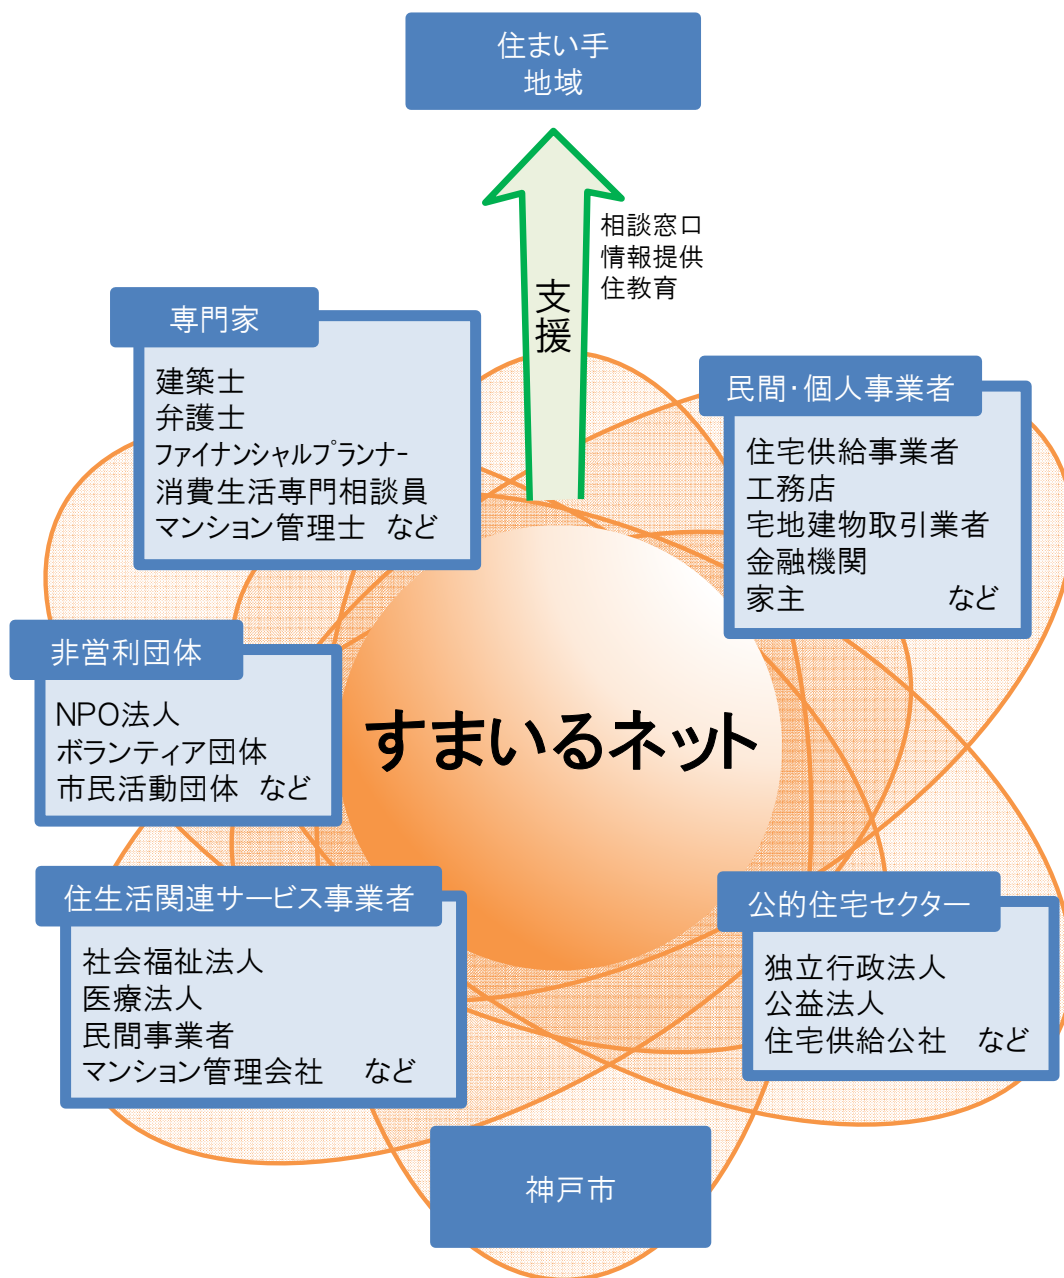 住まい手
地域
相談窓口
情報提供
住教育
支援
専門家
建築士
弁護士
ファイナンシャルプランナー
消費生活専門相談員
マンション管理士 など
民間・個人事業者
住宅供給事業者
工務店
宅地建物取引業者
金融機関
家主 など
非営利団体
NPO法人
ボランティア団体
市民活動団体 など
すまいるネット
住生活関連サービス事業者
社会福祉法人
医療法人
民間事業者
マンション管理会社 など
公的住宅セクター
独立行政法人
公益法人
住宅供給公社 など
神戸市